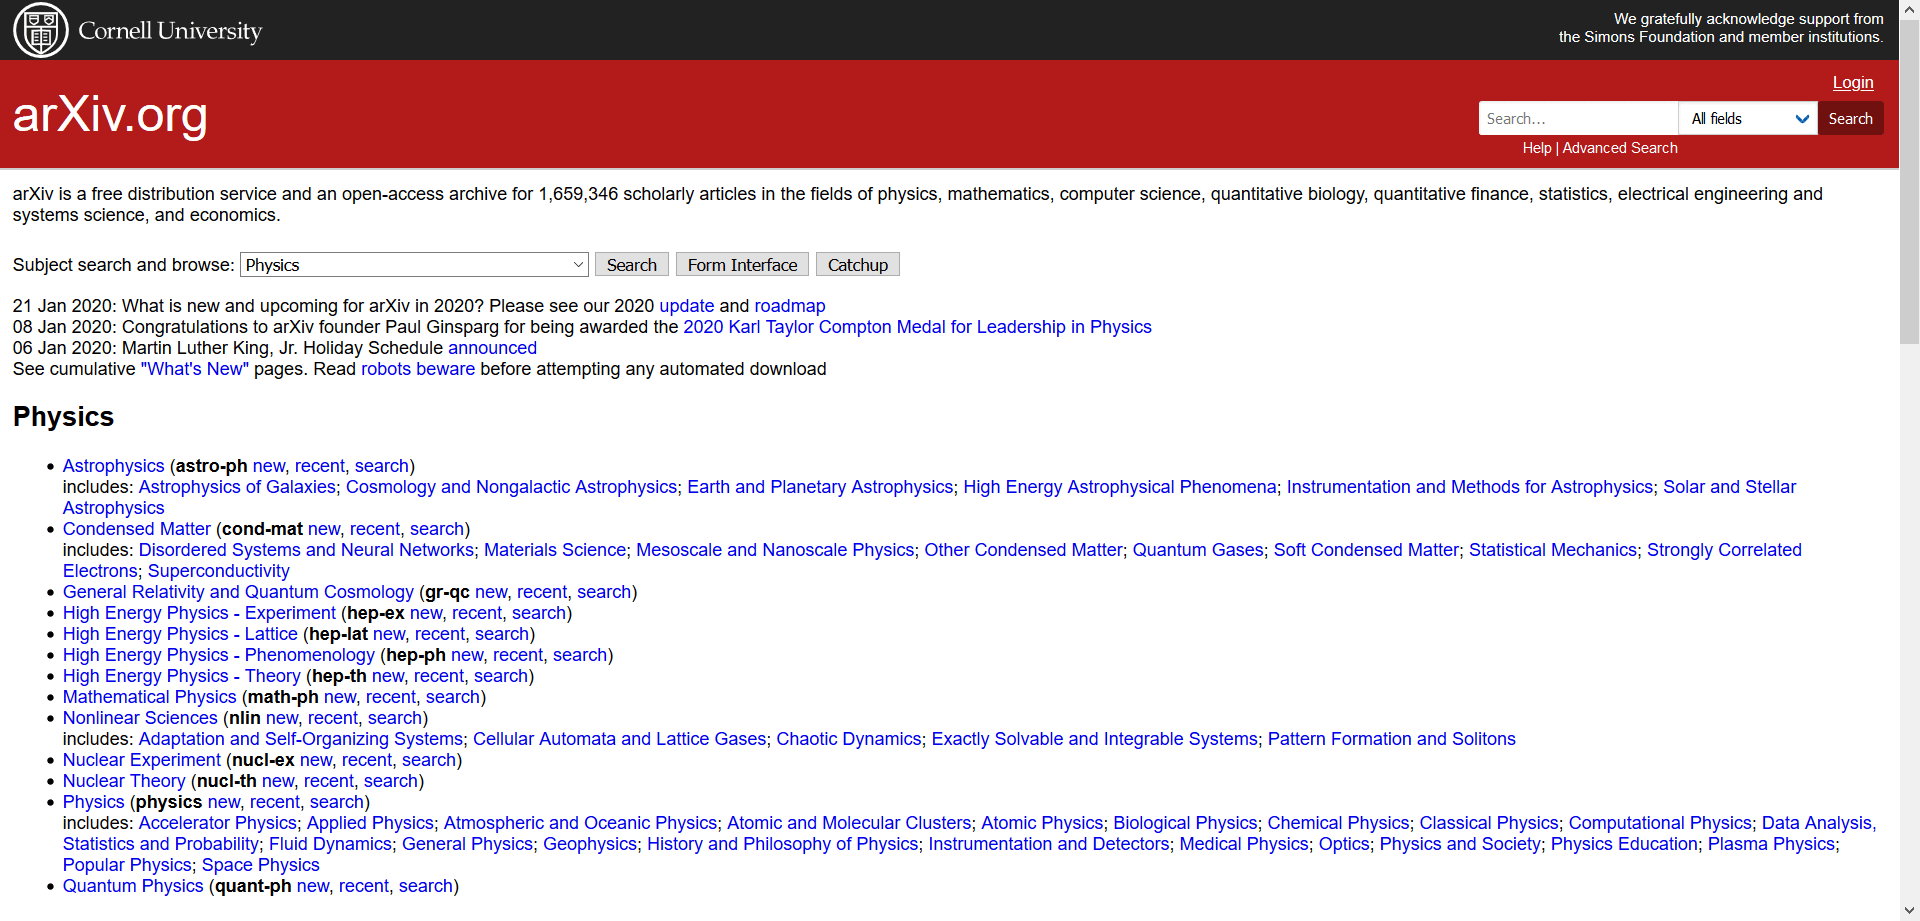 Cornell University
We gratefully acknowledge support from
the Simons Foundation and member institutions.
arXiv.org
Login
Search...
All fields
Search
Help | Advanced Search
arXiv is a free distribution service and an open-access archive for 1,659,346 scholarly articles in the fields of physics, mathematics, computer science, quantitative biology, quantitative finance, statistics, electrical engineering and
systems science, and economics.
Subject search and browse: Physics Search Form Interface Catchup
21 Jan 2020: What is new and upcoming for arXiv in 2020? Please see our 2020 update and roadmap
08 Jan 2020: Congratulations to arXiv founder Paul Ginsparg for being awarded the 2020 Karl Taylor Compton Medal for Leadership in Physics
06 Jan 2020: Martin Luther King, Jr. Holiday Schedule announced
See cumulative "What's New" pages. Read robots beware before attempting any automated download
Physics
• Astrophysics (astro-ph new, recent, search)
includes: Astrophysics of Galaxies; Cosmology and Nongalactic Astrophysics; Earth and Planetary Astrophysics; High Energy Astrophysical Phenomena; Instrumentation and Methods for Astrophysics; Solar and Stellar
Astrophysics
• Condensed Matter (cond-mat new, recent, search)
includes: Disordered Systems and Neural Networks; Materials Science; Mesoscale and Nanoscale Physics; Other Condensed Matter; Quantum Gases; Soft Condensed Matter; Statistical Mechanics; Strongly Correlated
Electrons; Superconductivity
• General Relativity and Quantum Cosmology (gr-qc new, recent, search)
• High Energy Physics - Experiment (hep-ex new, recent, search)
• High Energy Physics - Lattice (hep-lat new, recent, search)
• High Energy Physics - Phenomenology (hep-ph new, recent, search)
• High Energy Physics - Theory (hep-th new, recent, search)
• Mathematical Physics (math-ph new, recent, search)
• Nonlinear Sciences (nlin new, recent, search)
includes: Adaptation and Self-Organizing Systems; Cellular Automata and Lattice Gases; Chaotic Dynamics; Exactly Solvable and Integrable Systems; Pattern Formation and Solitons
• Nuclear Experiment (nucl-ex new, recent, search)
• Nuclear Theory (nucl-th new, recent, search)
• Physics (physics new, recent, search)
includes: Accelerator Physics; Applied Physics; Atmospheric and Oceanic Physics; Atomic and Molecular Clusters; Atomic Physics; Biological Physics; Chemical Physics; Classical Physics; Computational Physics; Data Analysis,
Statistics and Probability; Fluid Dynamics; General Physics; Geophysics; History and Philosophy of Physics; Instrumentation and Detectors; Medical Physics; Optics; Physics and Society; Physics Education; Plasma Physics;
Popular Physics; Space Physics
• Quantum Physics (quant-ph new, recent, search)